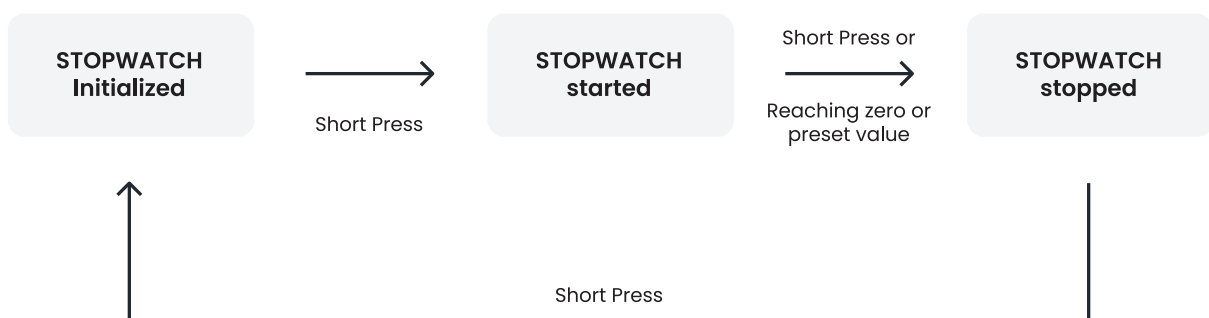 STOPWATCH
Initialized
Short Press
STOPWATCH
started
Short Press or
Reaching zero or
preset value
STOPWATCH
stopped
Short Press